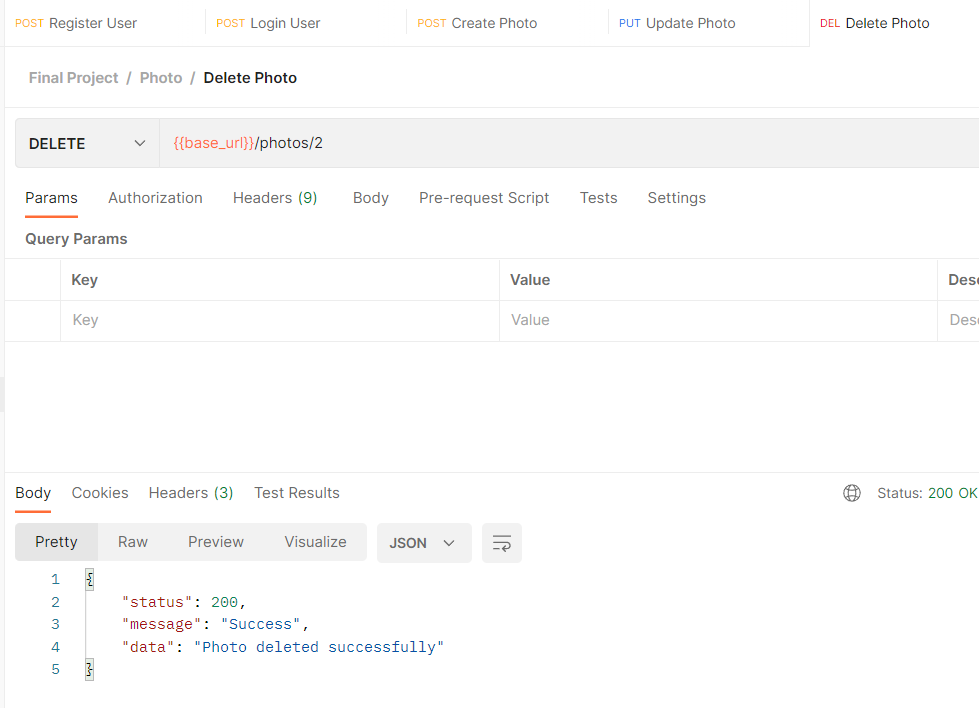 POST Register User POST Login User POST Create Photo PUT Update Photo DEL Delete Photo
Final Project / Photo / Delete Photo
DELETE {{base_url}}/photos/2
Params Authorization Headers (9) Body Pre-request Script Tests Settings
Query Params
Key Value Desc
Key Value Desc
Body Cookies Headers (3) Test Results Status: 200 OK
Pretty Raw Preview Visualize JSON
1 {
2 "status": 200,
3 "message": "Success",
4 "data": "Photo deleted successfully"
5 }